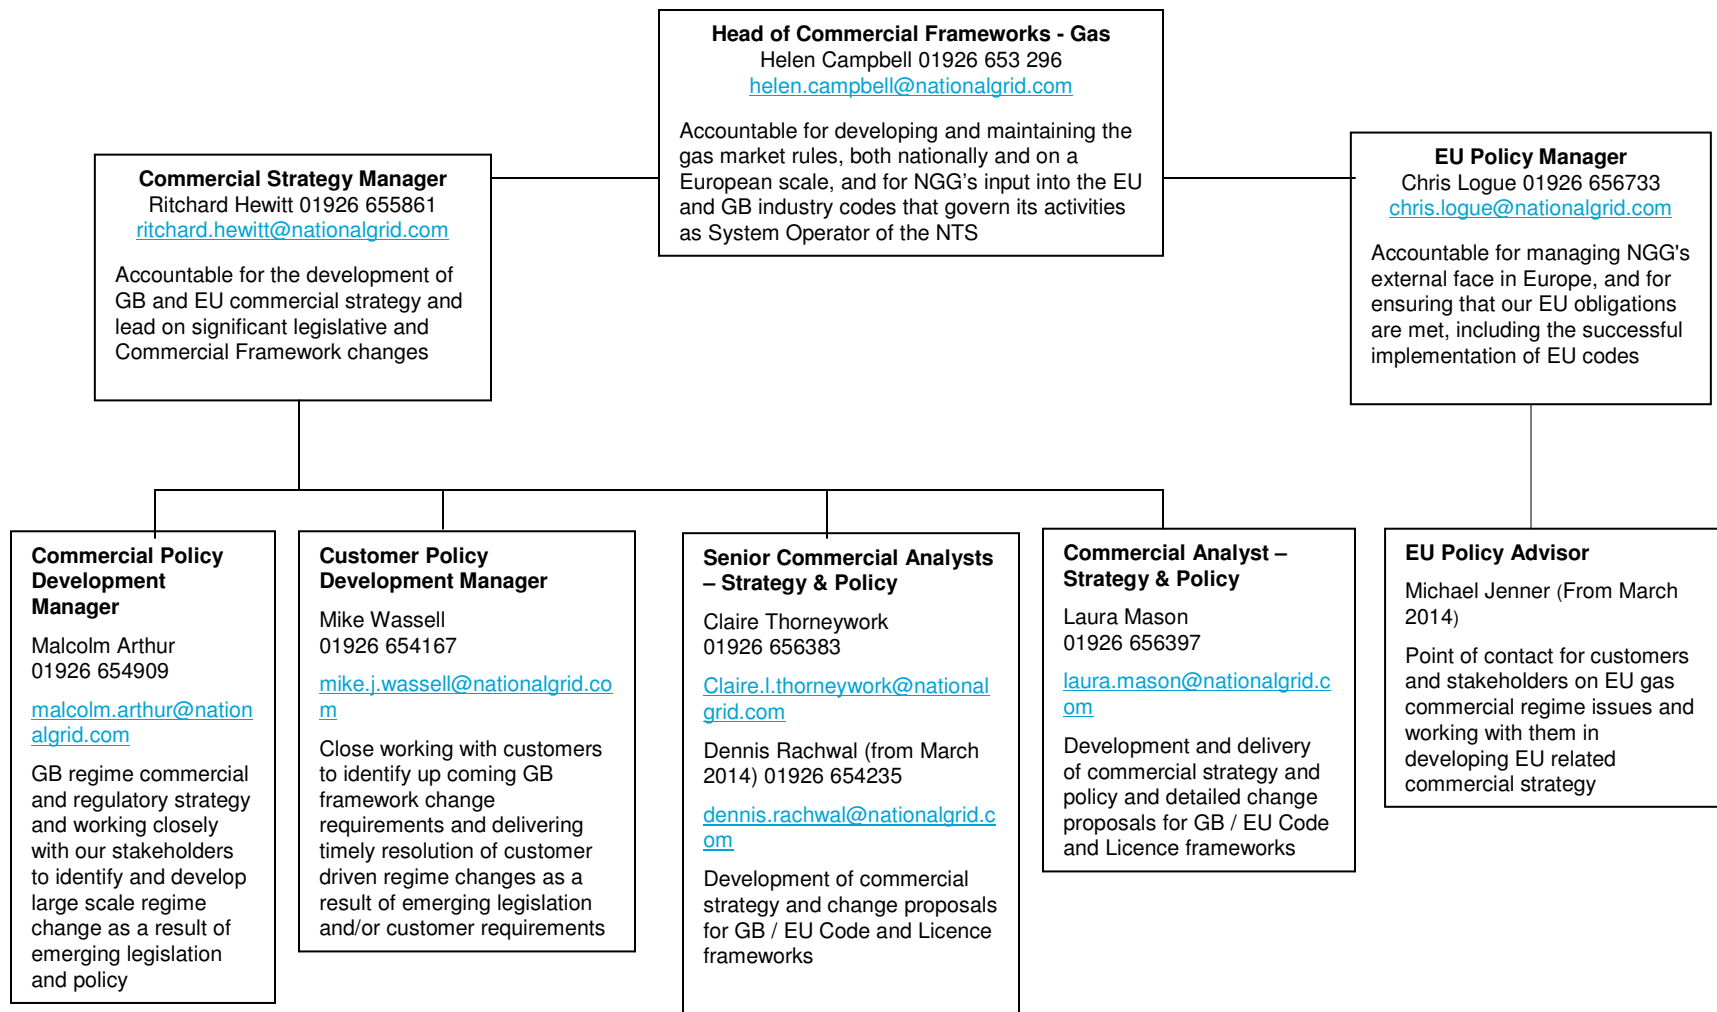 Head of Commercial Frameworks - Gas
Helen Campbell 01926 653 296
helen.campbell@nationalgrid.com
Accountable for developing and maintaining the
gas market rules, both nationally and on a
European scale, and for NGG's input into the EU
and GB industry codes that govern its activities
as System Operator of the NTS
Commercial Strategy Manager
Ritchard Hewitt 01926 655861
ritchard.hewitt@nationalgrid.com
Accountable for the development of
GB and EU commercial strategy and
lead on significant legislative and
Commercial Framework changes
EU Policy Manager
Chris Logue 01926 656733
chris.logue@nationalgrid.com
Accountable for managing NGG's
external face in Europe, and for
ensuring that our EU obligations
are met, including the successful
implementation of EU codes
Commercial Policy
Development
Manager
Malcolm Arthur
01926 654909
malcolm.arthur@nation
algrid.com
GB regime commercial
and regulatory strategy
and working closely
with our stakeholders
to identify and develop
large scale regime
change as a result of
emerging legislation
and policy
Customer Policy
Development Manager
Mike Wassell
01926 654167
mike.j.wassell@nationalgrid.co
m
Close working with customers
to identify up coming GB
framework change
requirements and delivering
timely resolution of customer
driven regime changes as a
result of emerging legislation
and/or customer requirements
Senior Commercial Analysts
– Strategy & Policy
Claire Thorneywork
01926 656383
Claire.l.thorneywork@national
grid.com
Dennis Rachwal (from March
2014) 01926 654235
dennis.rachwal@nationalgrid.c
om
Development of commercial
strategy and change proposals
for GB / EU Code and Licence
frameworks
Commercial Analyst –
Strategy & Policy
Laura Mason
01926 656397
laura.mason@nationalgrid.c
om
Development and delivery
of commercial strategy and
policy and detailed change
proposals for GB / EU Code
and Licence frameworks
EU Policy Advisor
Michael Jenner (From March
2014)
Point of contact for customers
and stakeholders on EU gas
commercial regime issues and
working with them in
developing EU related
commercial strategy